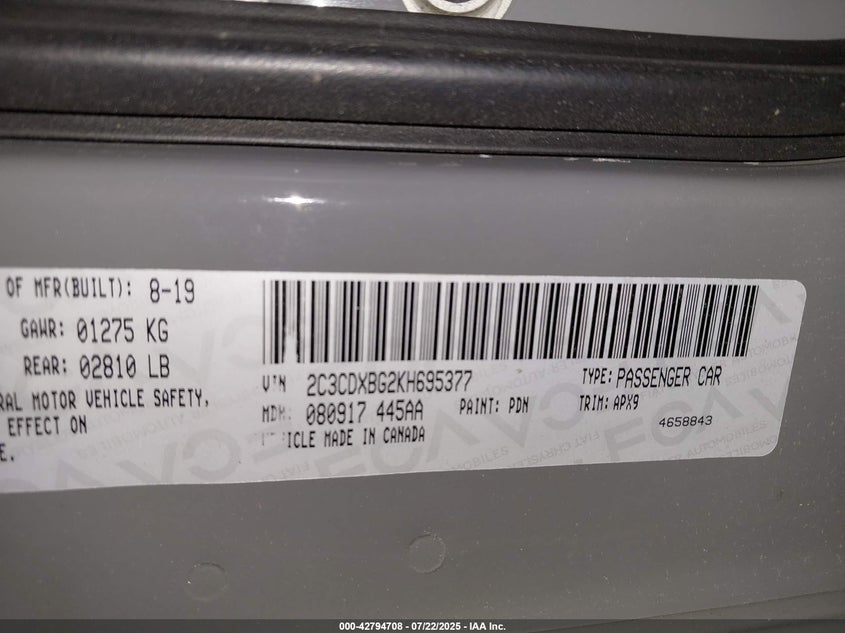 OF MFR(BUILT): 8-19
GAWR: 01275 KG
REAR: 02810 LB
RAL MOTOR VEHICLE SAFETY,
EFFECT ON
E.
VIN 2C3CDXBG2KH695377 TYPE: PASSENGER CAR
MDH: 080917 445AA PAINT: PDN TRIM: APX9
ICLE MADE IN CANADA 4658843
000-42794708 - 07/22/2025 - IAA Inc.